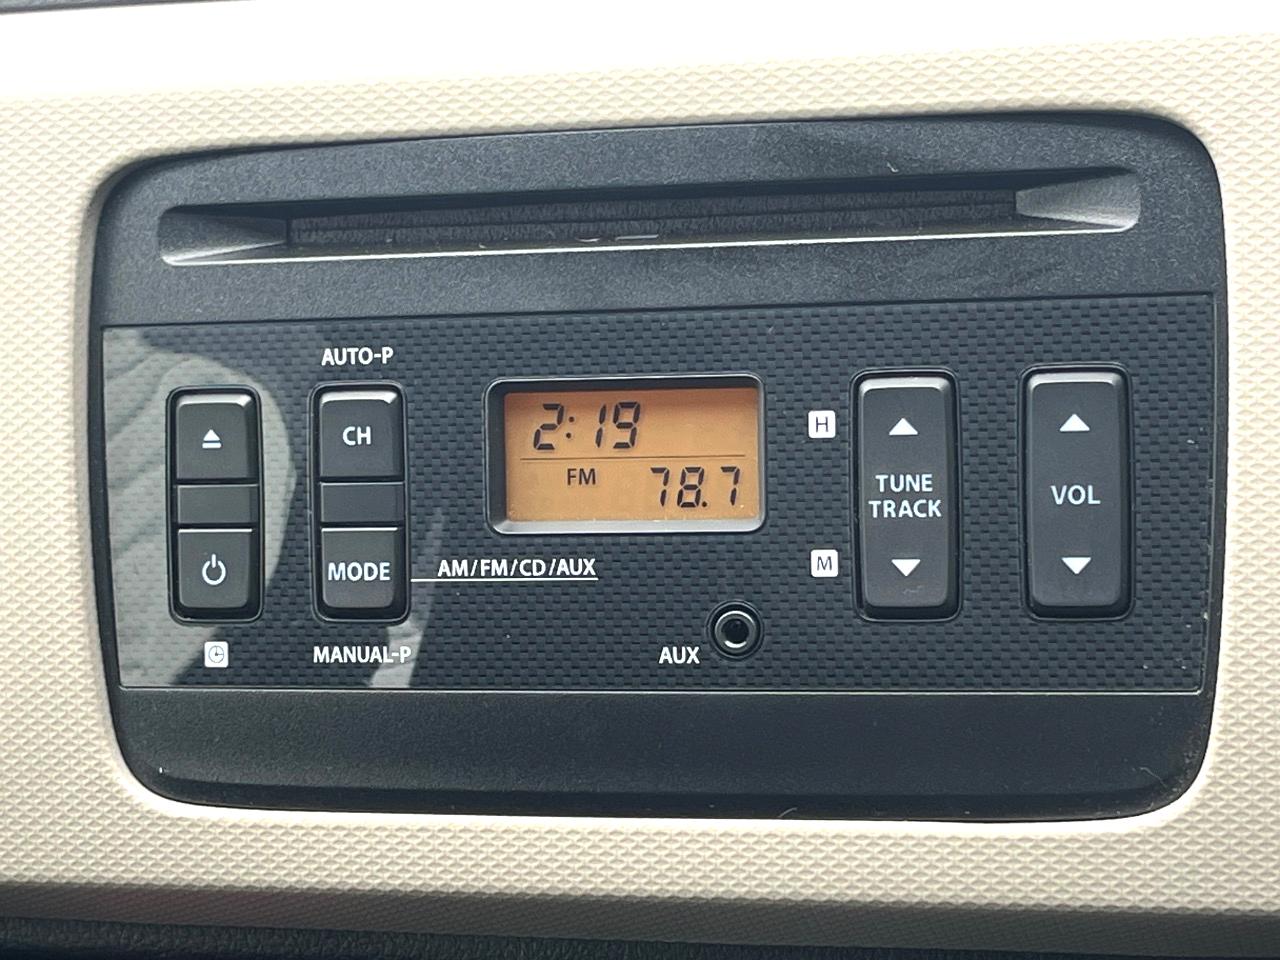 AUTO-P
CH
MODE
AM/FM/CD/AUX
MANUAL-P
2:19
FM 78.7
AUX
H
M
TUNE
TRACK
VOL